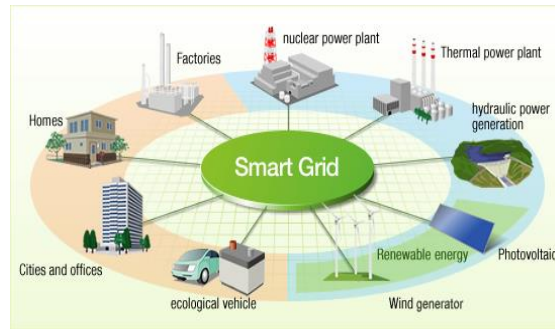 nuclear power plant
Factories
Thermal power plant
Homes
hydraulic power
generation
Smart Grid
Cities and offices
Renewable energy
Photovoltaic
ecological vehicle
Wind generator